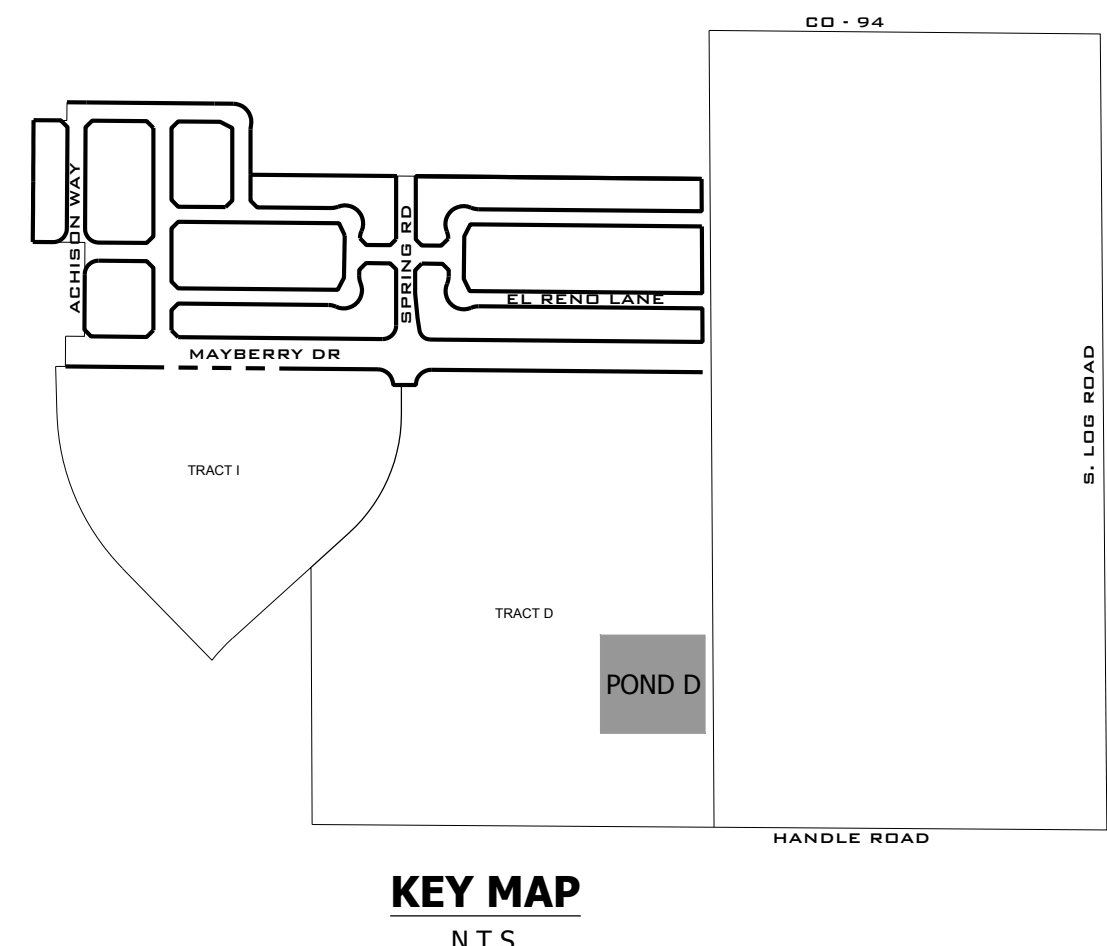 CO - 94
ACHISON WAY
SPRING RD
EL RENO LANE
MAYBERRY DR
S. LOG ROAD
TRACT I
TRACT D
POND D
HANDLE ROAD
KEY MAP
N T S